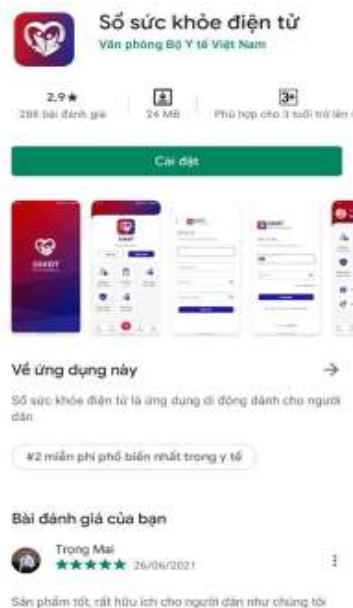 Sổ sức khỏe điện tử
Văn phòng Bộ Y tế Việt Nam
2,9★
3+
288 bài đánh giá
24 MB
Phù hợp cho 3 tuổi trở lên
Cài đặt
Về ứng dụng này
Sổ sức khỏe điện tử là ứng dụng di động dành cho người
dân
#2 miễn phí phổ biến nhất trong y tế
Bài đánh giá của bạn
Trọng Mai
★★★★★ 26/06/2021
Sản phẩm tốt, rất hữu ích cho người dân như chúng tôi